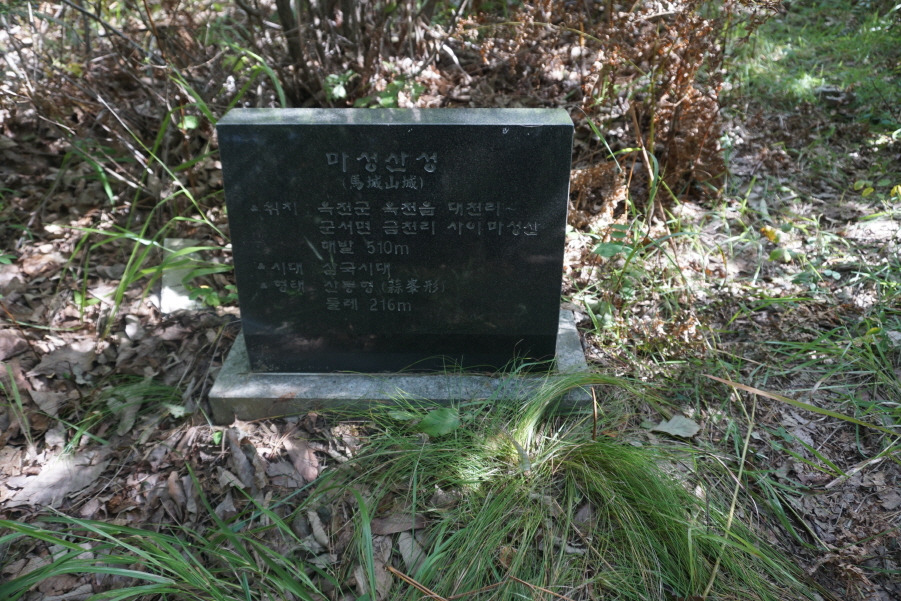 마성산성
(馬城山城)
▲위치 옥천군 옥천읍 대천리~
군서면 금천리 사이마성산
해발 510m
▲시대 삼국시대
▲형태 산봉형(蒜峯形)
둘레 216m